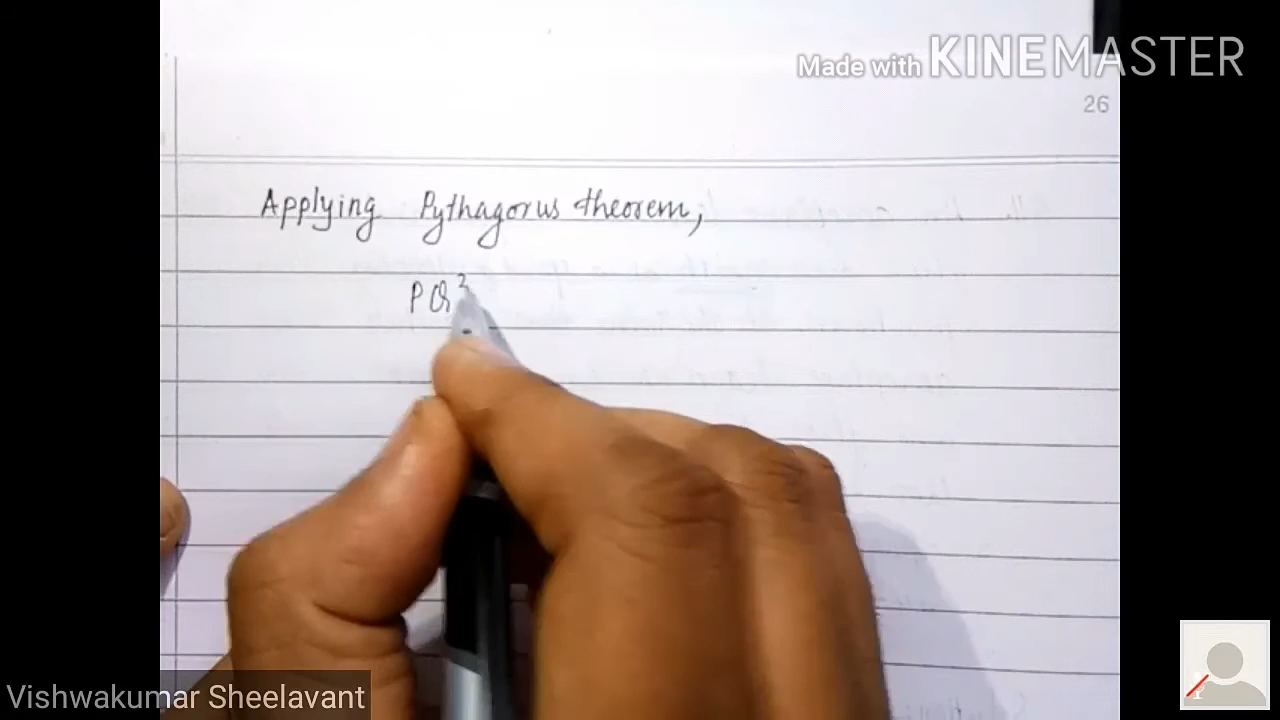 Made with KINEMASTER
26
Applying Pythagorus theorem,
PQ²
Vishwakumar Sheelavant